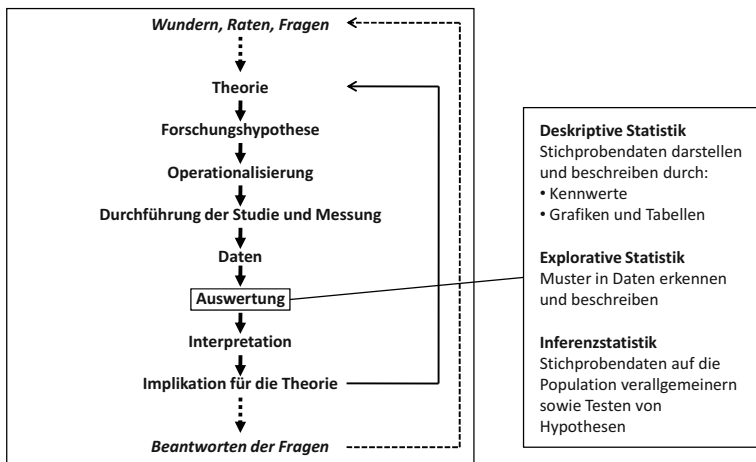 Wundern, Raten, Fragen
Theorie
Forschungshypothese
Operationalisierung
Durchführung der Studie und Messung
Daten
Auswertung
Interpretation
Implikation für die Theorie
Beantworten der Fragen
Deskriptive Statistik
Stichprobendaten darstellen
und beschreiben durch:
• Kennwerte
• Grafiken und Tabellen
Explorative Statistik
Muster in Daten erkennen
und beschreiben
Inferenzstatistik
Stichprobendaten auf die
Population verallgemeinern
sowie Testen von
Hypothesen